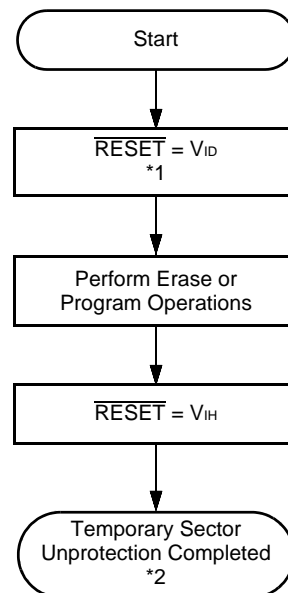 Start
RESET = VID
*1
Perform Erase or
Program Operations
RESET = VIH
Temporary Sector
Unprotection Completed
*2